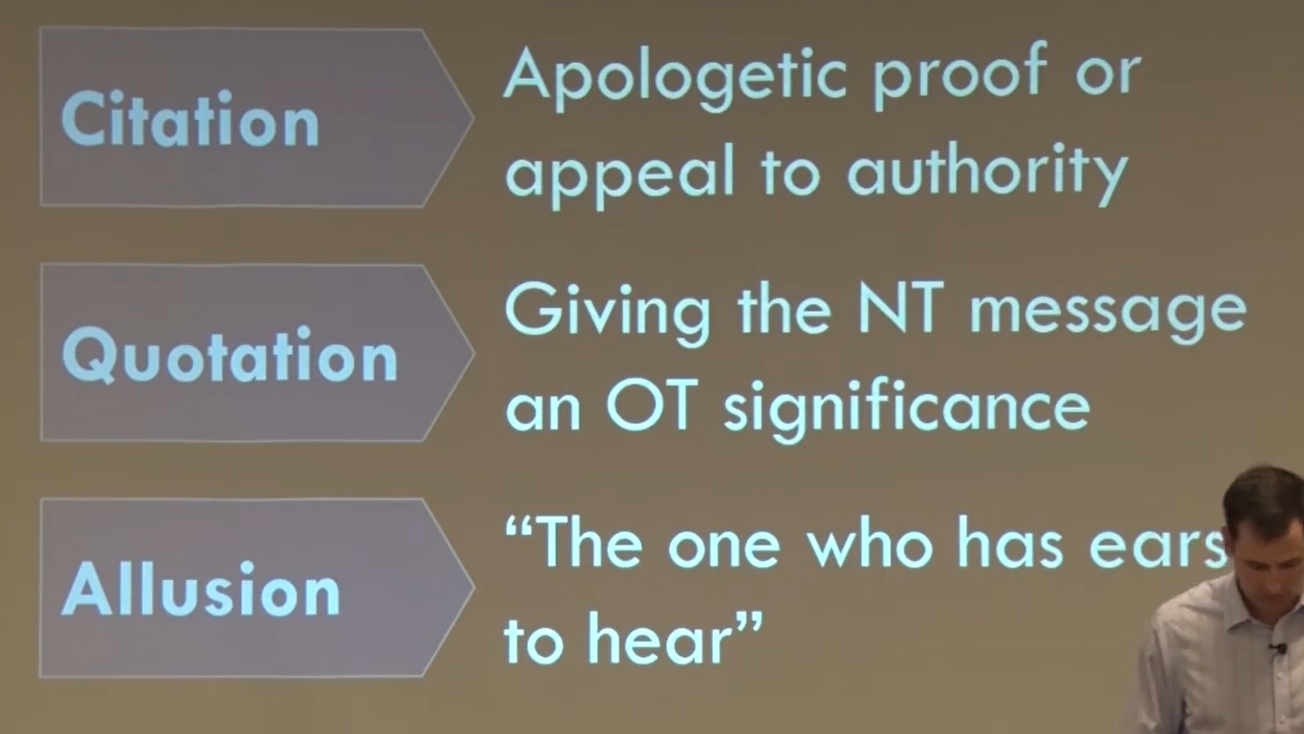 Citation
Apologetic proof or
appeal to authority
Quotation
Giving the NT message
an OT significance
Allusion
“The one who has ears
to hear”